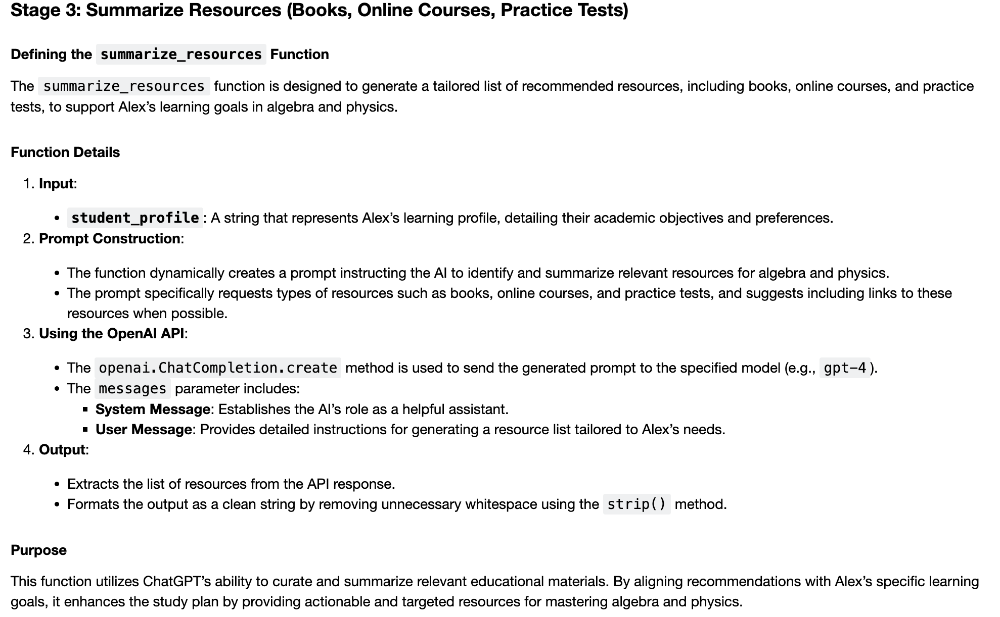 Stage 3: Summarize Resources (Books, Online Courses, Practice Tests)
Defining the summarize_resources Function
The summarize_resources function is designed to generate a tailored list of recommended resources, including books, online courses, and practice
tests, to support Alex’s learning goals in algebra and physics.
Function Details
1. Input:
• student_profile: A string that represents Alex’s learning profile, detailing their academic objectives and preferences.
2. Prompt Construction:
• The function dynamically creates a prompt instructing the AI to identify and summarize relevant resources for algebra and physics.
• The prompt specifically requests types of resources such as books, online courses, and practice tests, and suggests including links to these
resources when possible.
3. Using the OpenAI API:
• The openai.ChatCompletion.create method is used to send the generated prompt to the specified model (e.g., gpt-4).
• The messages parameter includes:
▪ System Message: Establishes the AI’s role as a helpful assistant.
▪ User Message: Provides detailed instructions for generating a resource list tailored to Alex’s needs.
4. Output:
• Extracts the list of resources from the API response.
• Formats the output as a clean string by removing unnecessary whitespace using the strip() method.
Purpose
This function utilizes ChatGPT’s ability to curate and summarize relevant educational materials. By aligning recommendations with Alex’s specific learning
goals, it enhances the study plan by providing actionable and targeted resources for mastering algebra and physics.